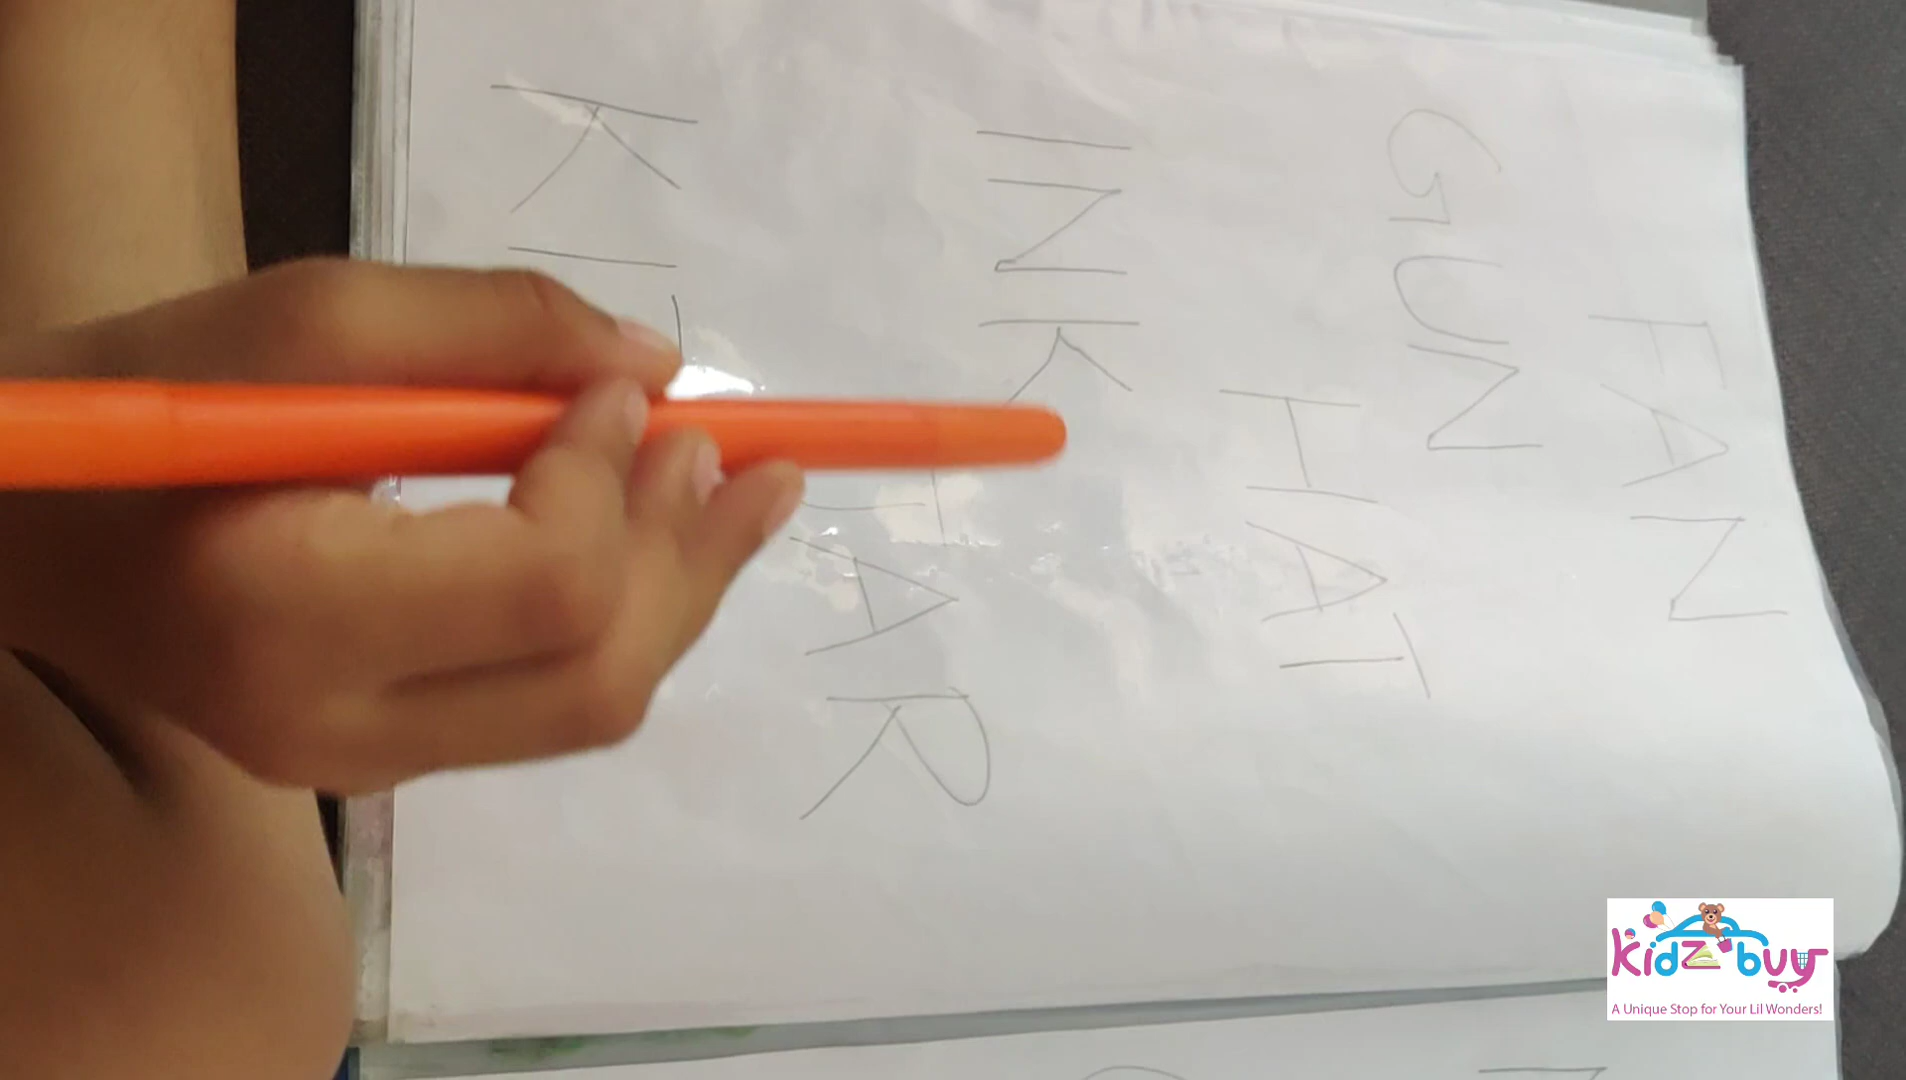 FAN
GUN
HAT
INK
JAR
kidz buy
A Unique Stop for Your Lil Wonders!